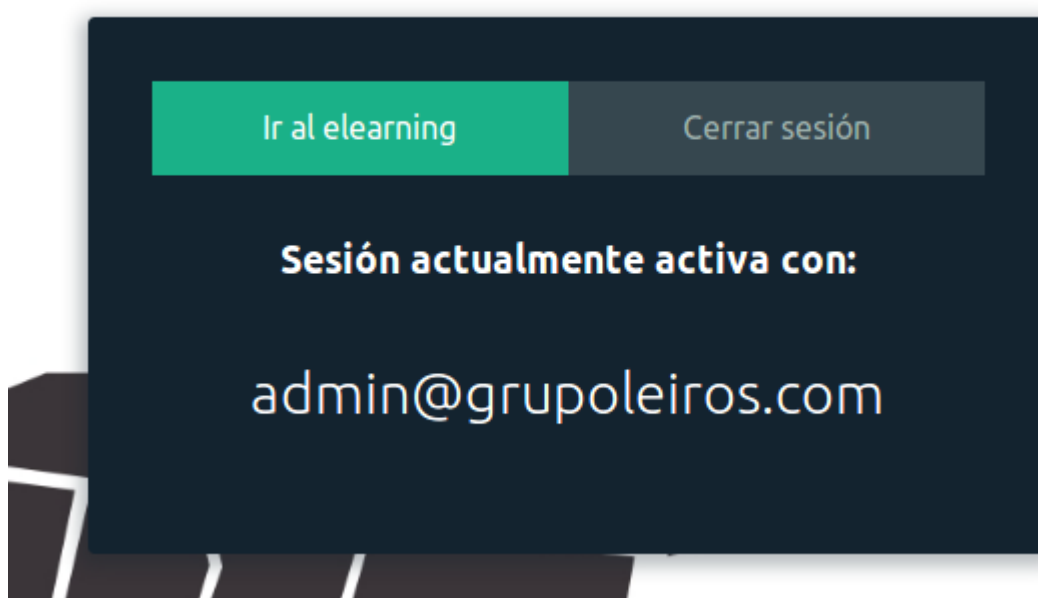 Ir al elearning Cerrar sesión
Sesión actualmente activa con:
admin@grupoleiros.com